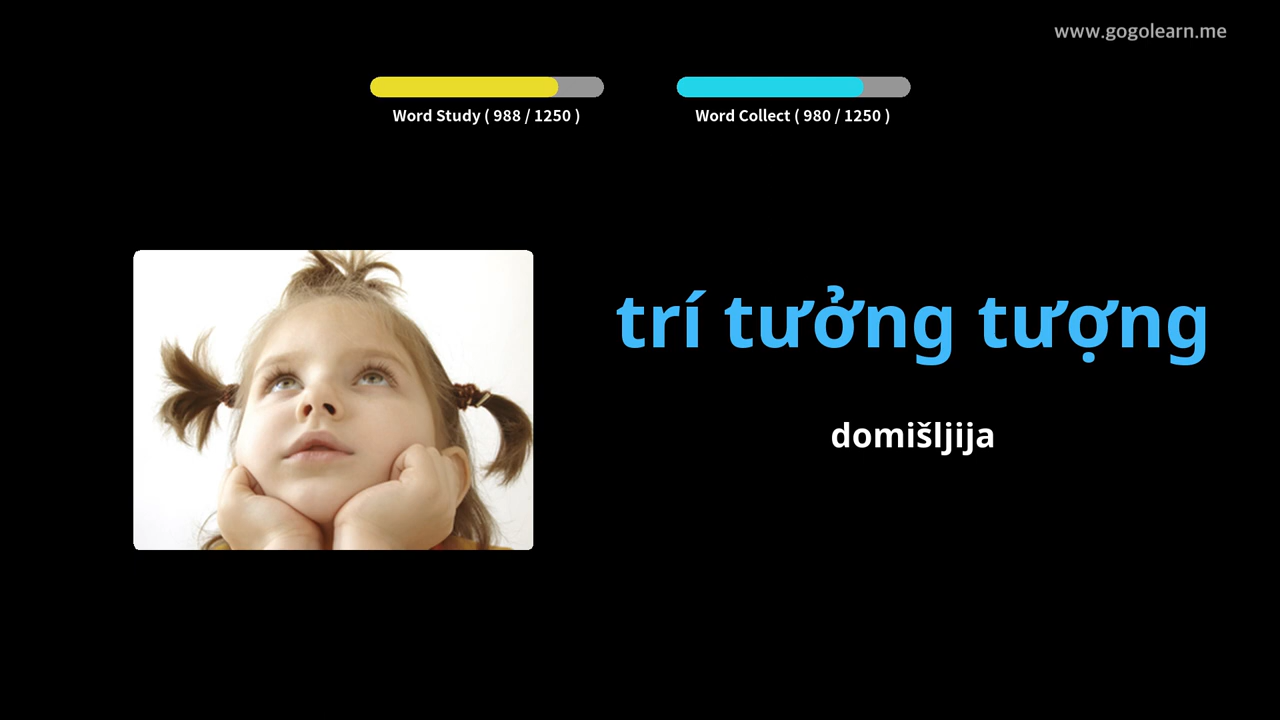 www.gogolearn.me
Word Study ( 988 / 1250 )
Word Collect ( 980 / 1250 )
trí tưởng tượng
domišljija